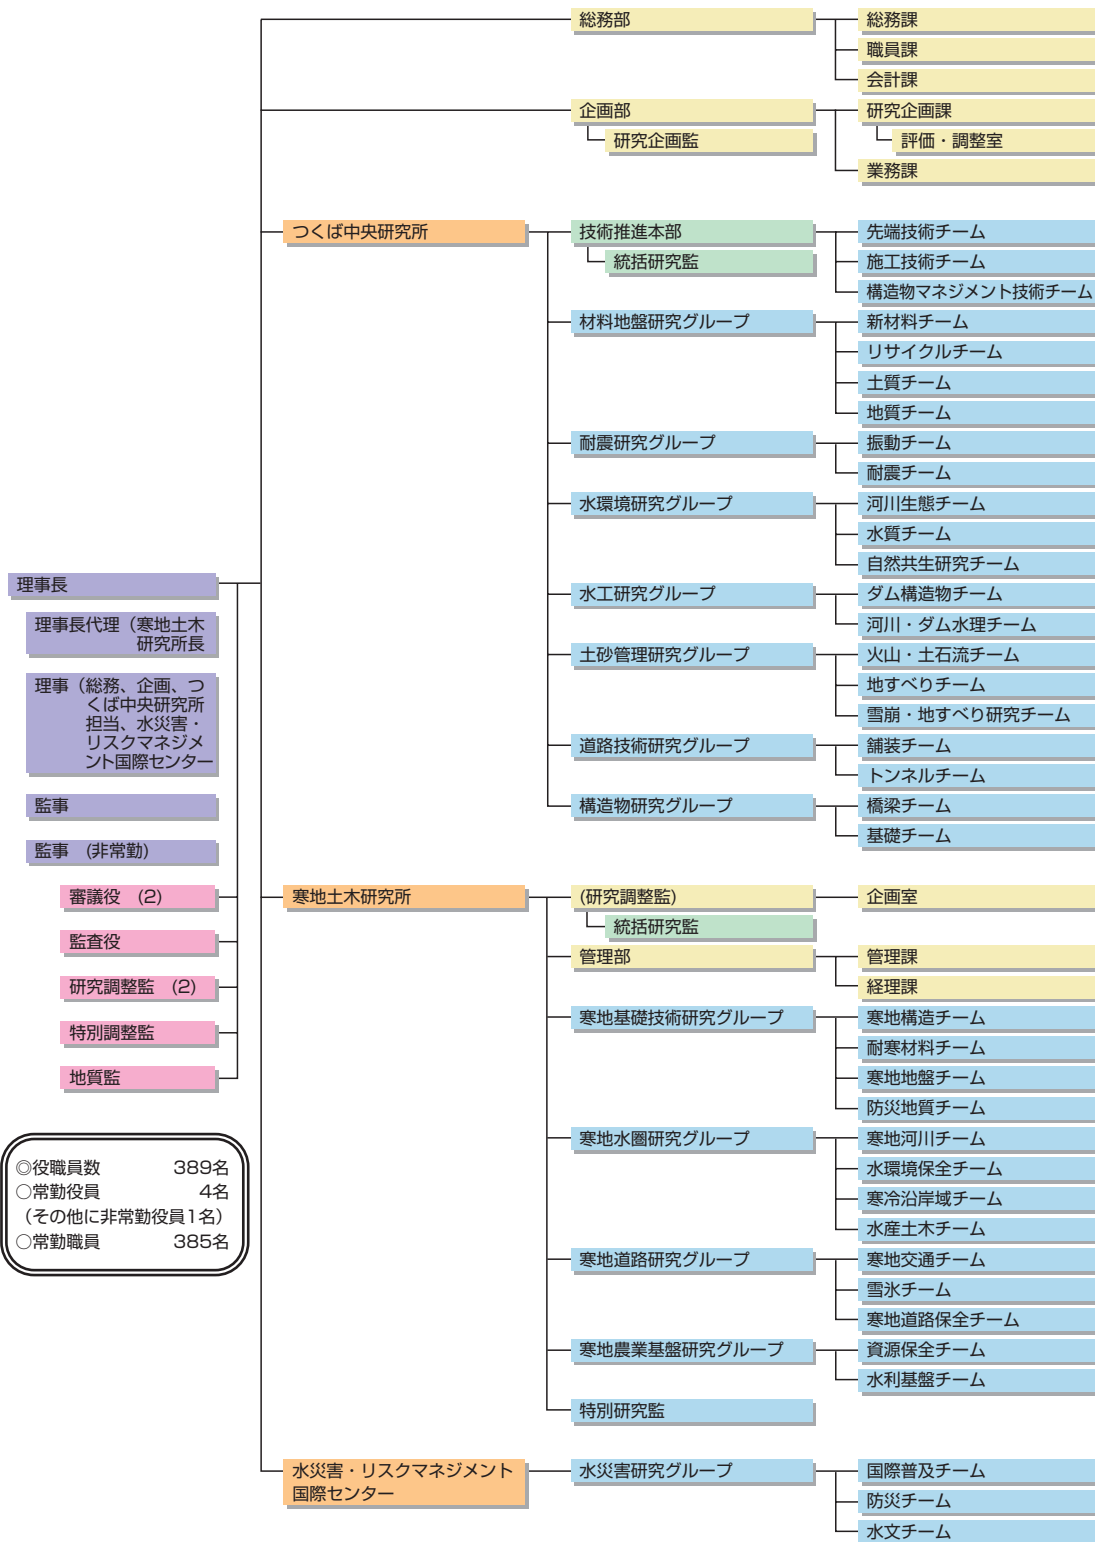 総務部
総務課
職員課
会計課
企画部
研究企画監
研究企画課
評価・調整室
業務課
つくば中央研究所
技術推進本部
統括研究監
先端技術チーム
施工技術チーム
構造物マネジメント技術チーム
材料地盤研究グループ
新材料チーム
リサイクルチーム
土質チーム
地質チーム
耐震研究グループ
振動チーム
耐震チーム
水環境研究グループ
河川生態チーム
水質チーム
自然共生研究チーム
水工研究グループ
ダム構造物チーム
河川・ダム水理チーム
土砂管理研究グループ
火山・土石流チーム
地すべりチーム
雪崩・地すべり研究チーム
道路技術研究グループ
舗装チーム
トンネルチーム
構造物研究グループ
橋梁チーム
基礎チーム
理事長
理事長代理（寒地土木
研究所長
理事（総務、企画、つ
くば中央研究所
担当、水災害・
リスクマネジメ
ント国際センター
監事
監事 (非常勤)
審議役 (2)
監査役
研究調整監 (2)
特別調整監
地質監
寒地土木研究所
(研究調整監)
統括研究監
企画室
管理部
管理課
経理課
寒地基礎技術研究グループ
寒地構造チーム
耐寒材料チーム
寒地地盤チーム
防災地質チーム
寒地水圏研究グループ
寒地河川チーム
水環境保全チーム
寒冷沿岸域チーム
水産土木チーム
寒地道路研究グループ
寒地交通チーム
雪氷チーム
寒地道路保全チーム
寒地農業基盤研究グループ
資源保全チーム
水利基盤チーム
特別研究監
◎役職員数 389名
○常勤役員 4名
（その他に非常勤役員1名）
○常勤職員 385名
水災害・リスクマネジメント
国際センター
水災害研究グループ
国際普及チーム
防災チーム
水文チーム